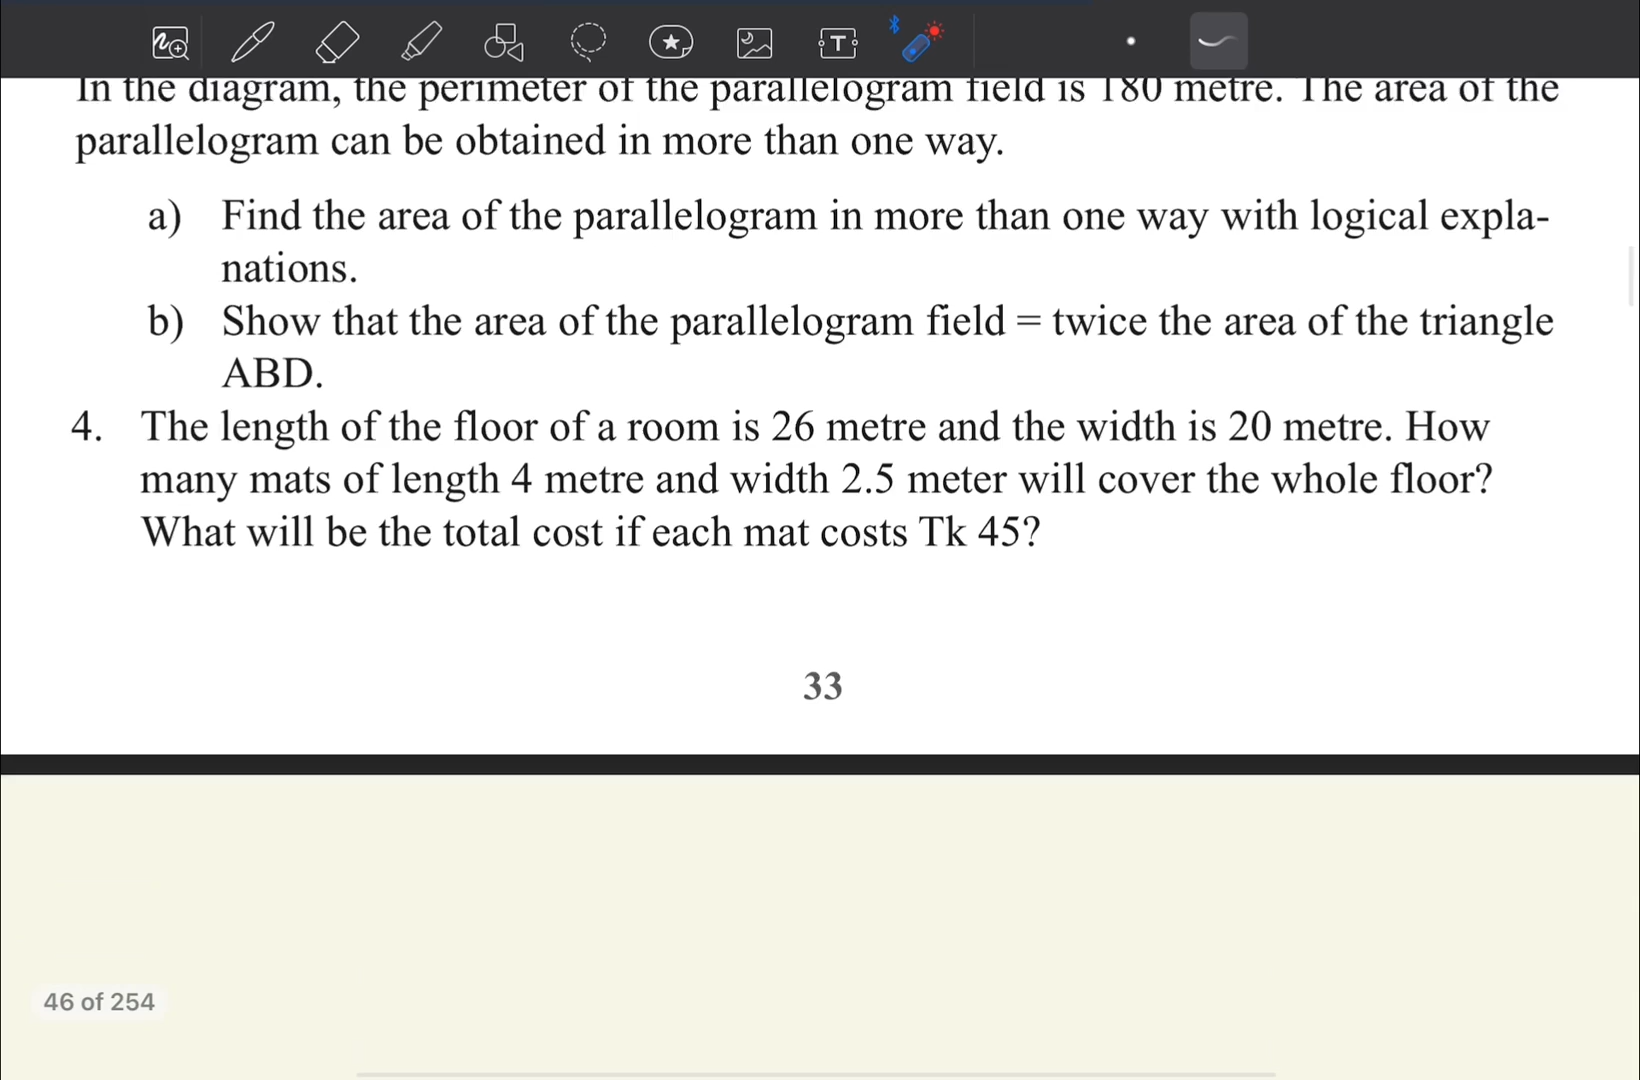 In the diagram, the perimeter of the parallelogram field is 180 metre. The area of the
parallelogram can be obtained in more than one way.
a) Find the area of the parallelogram in more than one way with logical expla-
nations.
b) Show that the area of the parallelogram field = twice the area of the triangle
ABD.
4. The length of the floor of a room is 26 metre and the width is 20 metre. How
many mats of length 4 metre and width 2.5 meter will cover the whole floor?
What will be the total cost if each mat costs Tk 45?
33
46 of 254